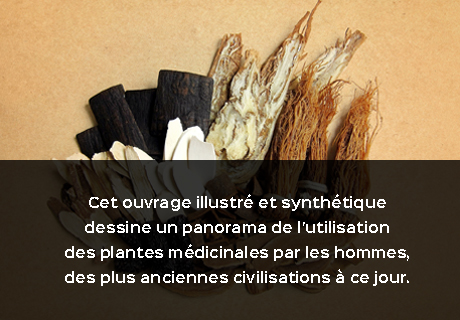 Cet ouvrage illustré et synthétique
dessine un panorama de l'utilisation
des plantes médicinales par les hommes,
des plus anciennes civilisations à ce jour.